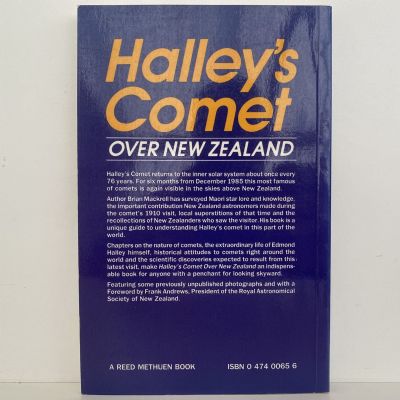 Halley's
Comet
OVER NEW ZEALAND
Halley's Comet returns to the inner solar system about once every
76 years. For six months from December 1985 this most famous
of comets is again visible in the skies above New Zealand.
Author Brian Mackrell has surveyed Maori star lore and knowledge,
the important contribution New Zealand astronomers made during
the comet's 1910 visit, local superstitions of that time and the
recollections of New Zealanders who saw the visitor. His book is a
unique guide to understanding Halley's comet in this part of the
world.
Chapters on the nature of comets, the extraordinary life of Edmond
Halley himself, historical attitudes to comets right around the
world and the scientific discoveries expected to result from this
latest visit, make Halley's Comet Over New Zealand an indispens-
able book for anyone with a penchant for looking skyward.
Featuring some previously unpublished photographs and with a
Foreword by Frank Andrews, President of the Royal Astronomical
Society of New Zealand.
A REED METHUEN BOOK
ISBN 0 474 0065 6